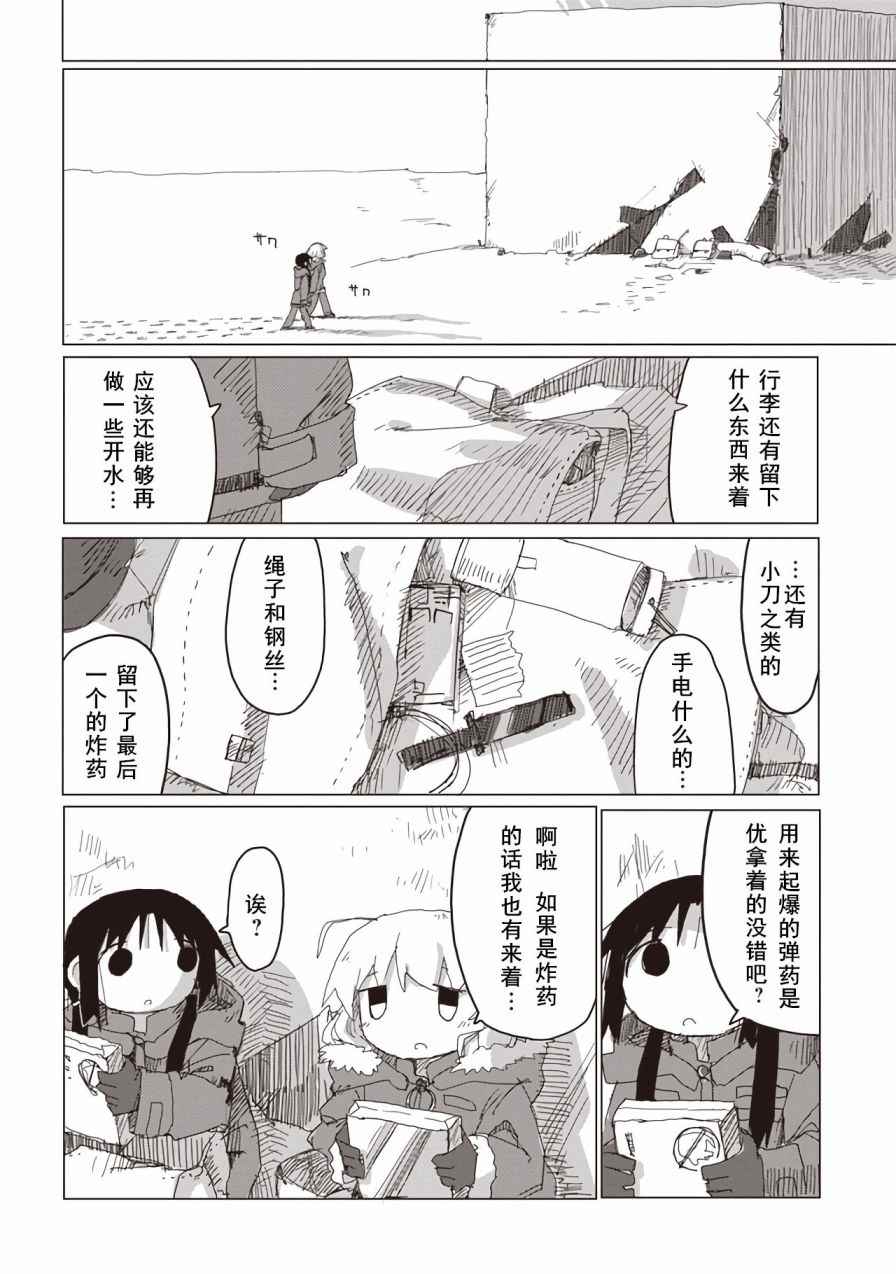 サク
サク
行李还有留下
什么东西来着
应该还能够再
做一些开水…
…还有
小刀之类的
手电什么的…
绳子和钢丝…
留下了最后
一个的炸药
用来起爆的弹药是
优拿着的没错吧？
啊啦 如果是炸药
的话我也有来着…
诶？